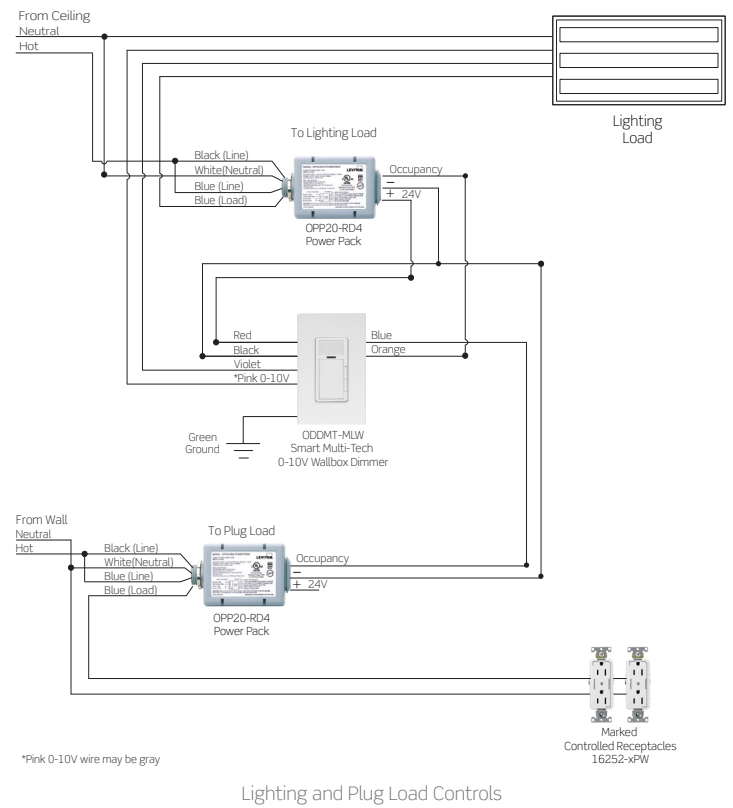 From Ceiling
Neutral
Hot
Lighting
Load
To Lighting Load
Black (Line)
White(Neutral)
Blue (Line)
Blue (Load)
LEVITON
Occupancy
–
+ 24V
OPP20-RD4
Power Pack
Red
Black
Violet
*Pink 0-10V
Blue
Orange
Green
Ground
ODDMT-MLW
Smart Multi-Tech
0-10V Wallbox Dimmer
From Wall
Neutral
Hot
To Plug Load
Black (Line)
White(Neutral)
Blue (Line)
Blue (Load)
LEVITON
Occupancy
–
+ 24V
OPP20-RD4
Power Pack
Marked
Controlled Receptacles
16252-xPW
*Pink 0-10V wire may be gray
Lighting and Plug Load Controls